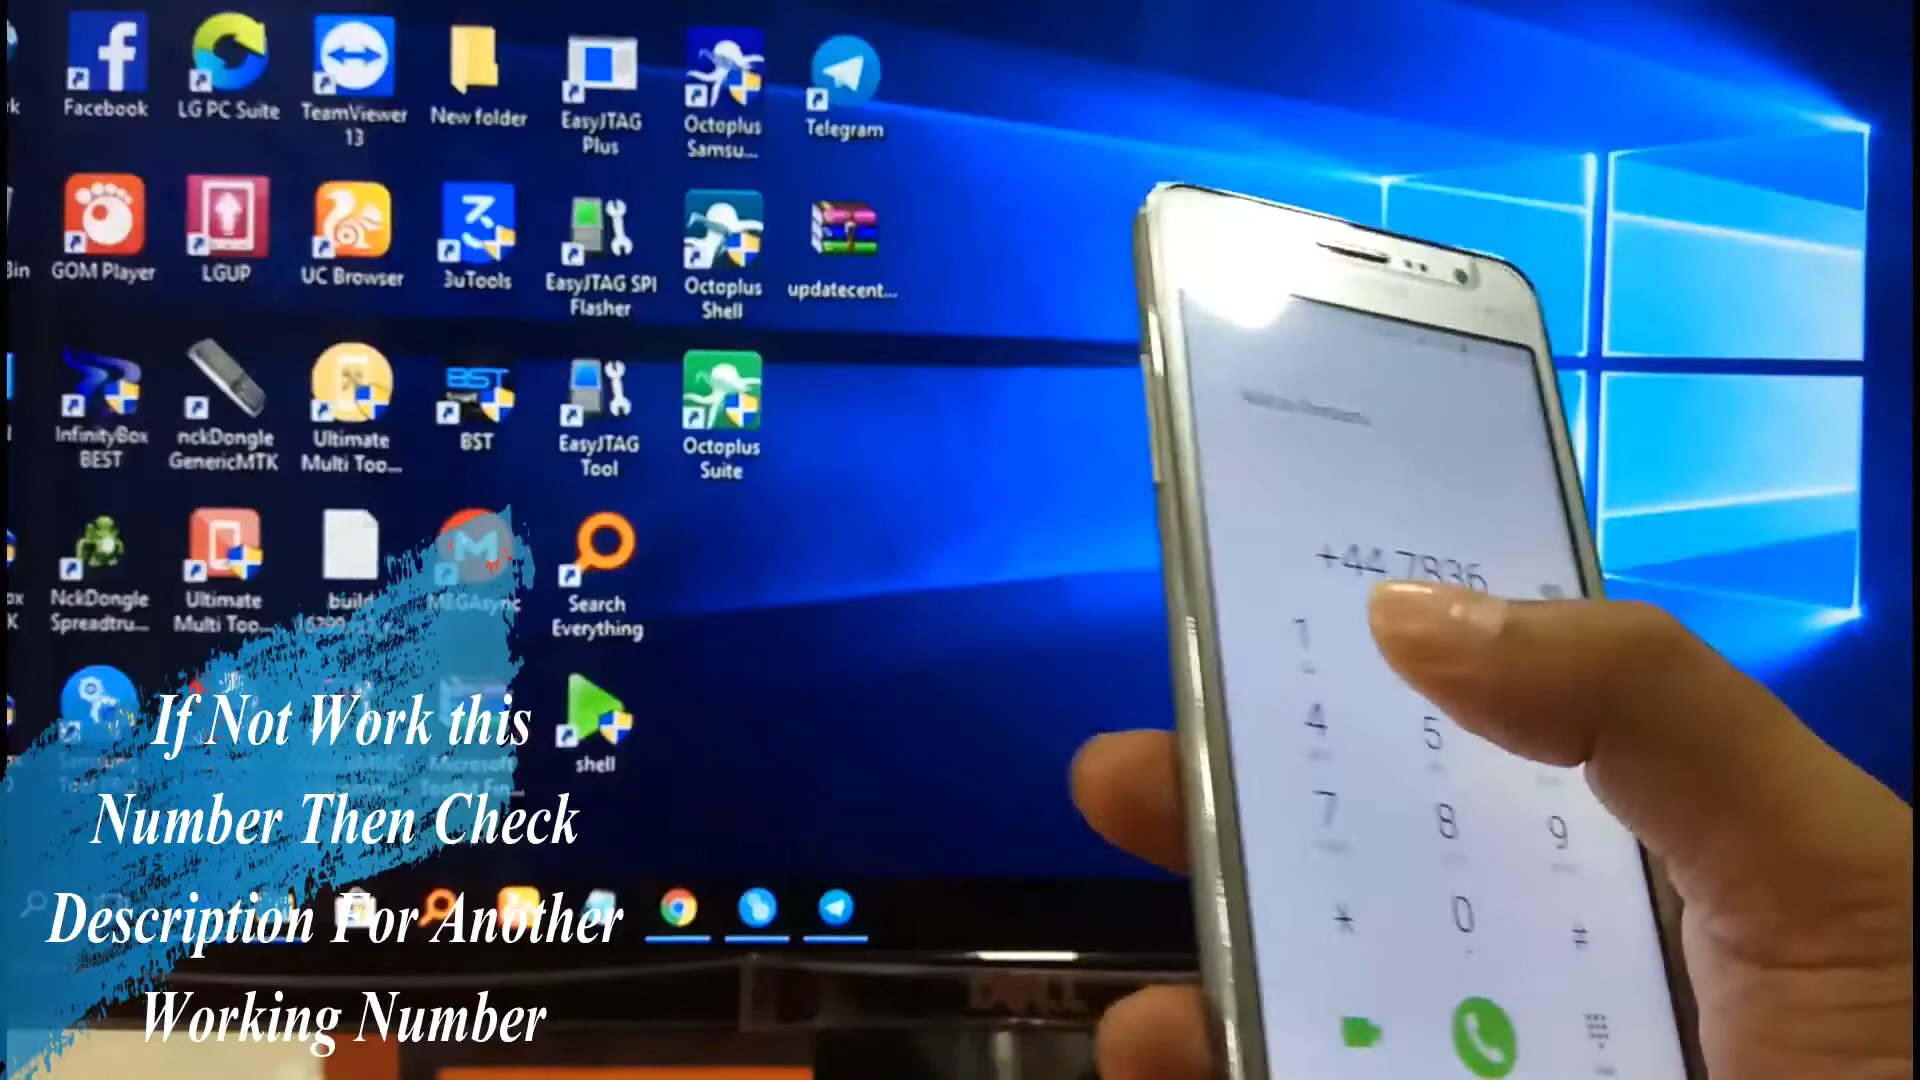 Facebook
LG PC Suite
TeamViewer
13
New folder
EasyJTAG
Plus
Octoplus
Samsu...
Telegram
GOM Player
LGUP
UC Browser
3uTools
EasyJTAG SPI
Flasher
Octoplus
Shell
updatecent...
InfinityBox
BEST
nckDongle
GenericMTK
Ultimate
Multi Too...
BST
EasyJTAG
Tool
Octoplus
Suite
NckDongle
Spreadtru...
Ultimate
Multi Too...
build
MEGAsync
Search
Everything
shell
If Not Work this
Number Then Check
Description For Another
Working Number
+44 7836
1
4
5
7
8
9
*
0
#
DELL